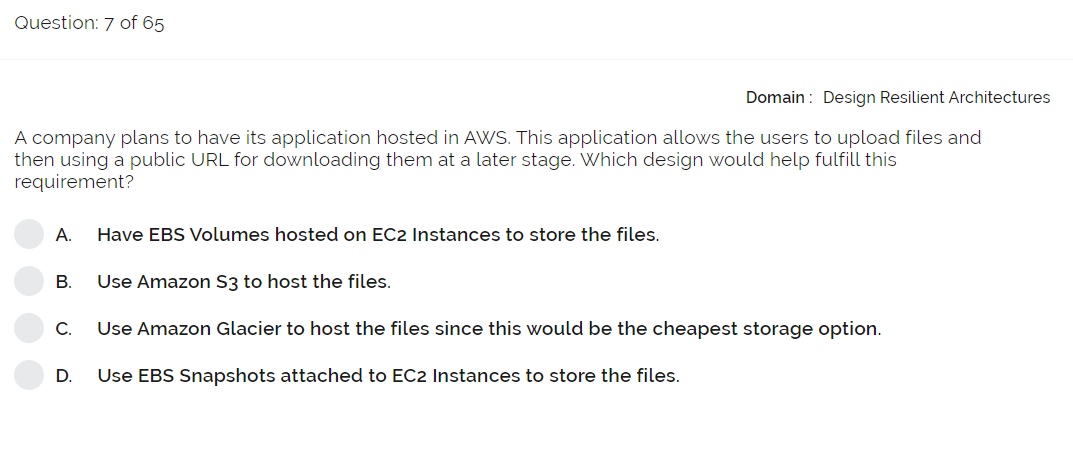 Question: 7 of 65
Domain : Design Resilient Architectures
A company plans to have its application hosted in AWS. This application allows the users to upload files and
then using a public URL for downloading them at a later stage. Which design would help fulfill this
requirement?
A. Have EBS Volumes hosted on EC2 Instances to store the files.
B. Use Amazon S3 to host the files.
C. Use Amazon Glacier to host the files since this would be the cheapest storage option.
D. Use EBS Snapshots attached to EC2 Instances to store the files.